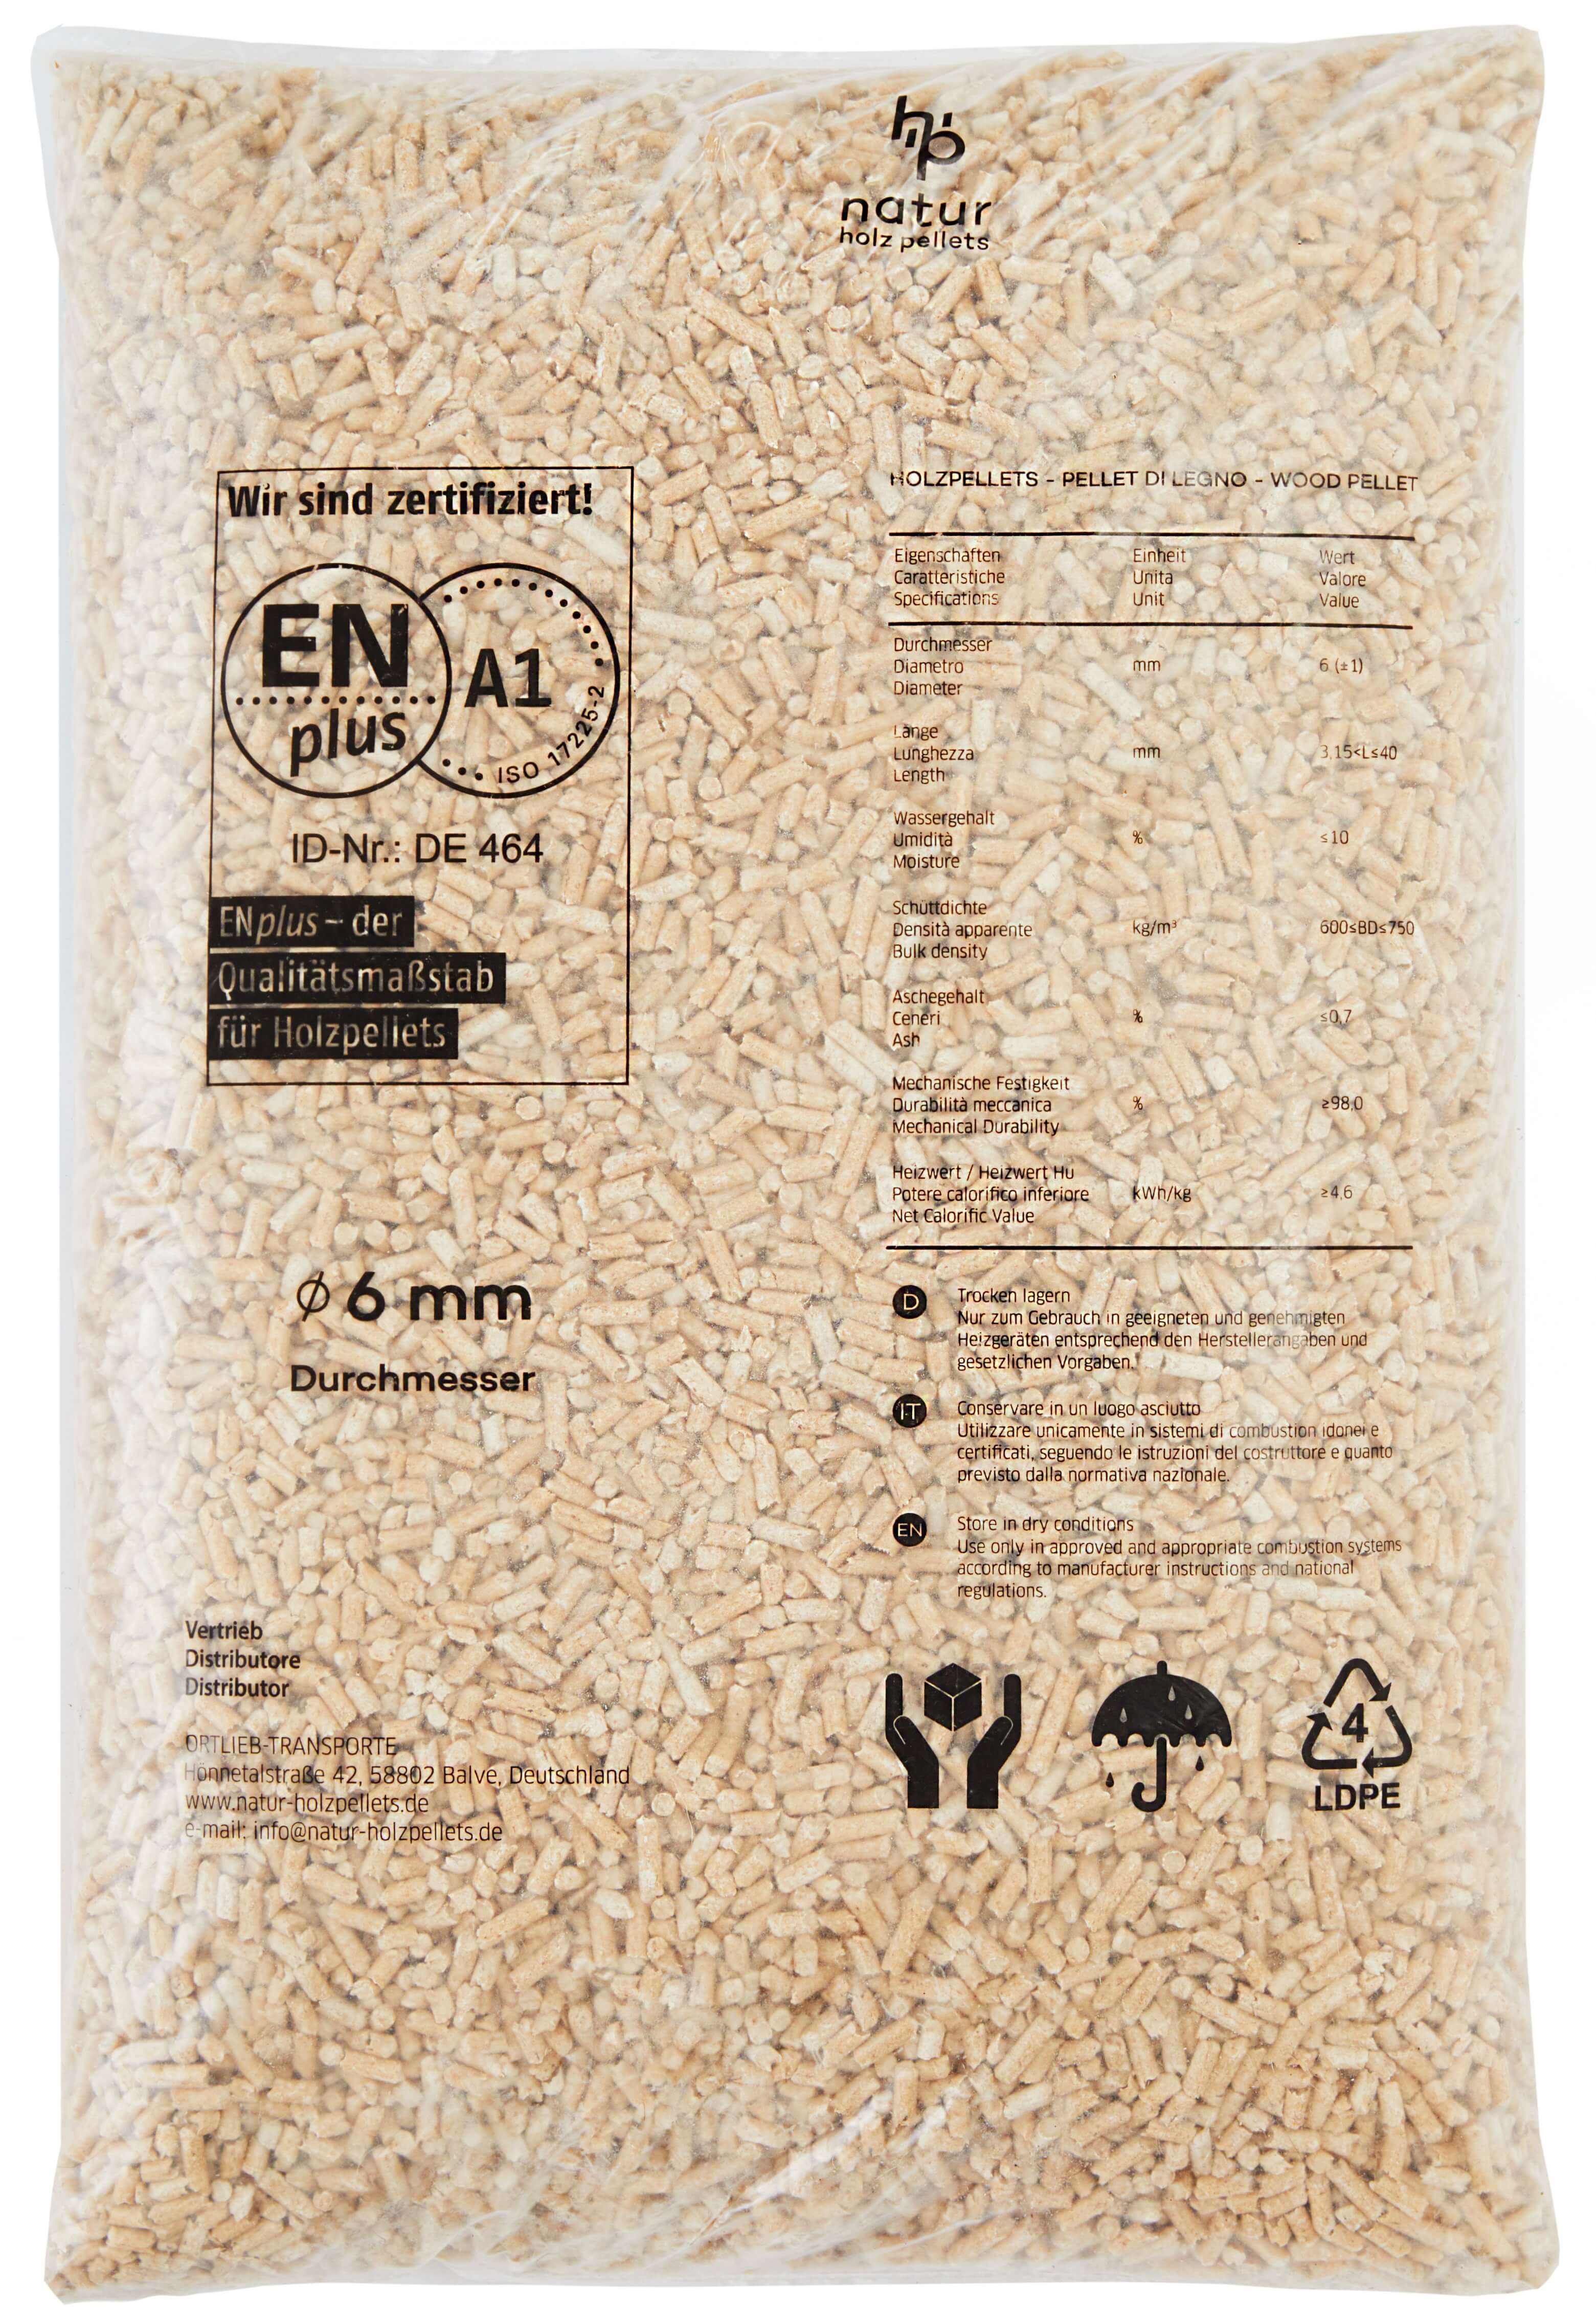 hp
natur
holz pellets
Wir sind zertifiziert!
EN
plus
A1
ISO 17225-2
ID-Nr.: DE 464
ENplus – der
Qualitätsmaßstab
für Holzpellets
Ø 6 mm
Durchmesser
Vertrieb
Distributore
Distributor
ORTLIEB-TRANSPORTE
Hönnetalstraße 42, 58802 Balve, Deutschland
www.natur-holzpellets.de
e-mail: info@natur-holzpellets.de
HOLZPELLETS - PELLET DI LEGNO - WOOD PELLET
Eigenschaften Einheit Wert
Caratteristiche Unita Valore
Specifications Unit Value
Durchmesser
Diametro mm 6 (±1)
Diameter
Länge
Lunghezza mm 3,15<L≤40
Length
Wassergehalt
Umidità % ≤10
Moisture
Schüttdichte
Densità apparente kg/m³ 600≤BD≤750
Bulk density
Aschegehalt
Ceneri % ≤0,7
Ash
Mechanische Festigkeit
Durabilità meccanica % ≥98,0
Mechanical Durability
Heizwert / Heizwert Hu
Potere calorifico inferiore kWh/kg ≥4,6
Net Calorific Value
D Trocken lagern
Nur zum Gebrauch in geeigneten und genehmigten
Heizgeräten entsprechend den Herstellerangaben und
gesetzlichen Vorgaben.
IT Conservare in un luogo asciutto
Utilizzare unicamente in sistemi di combustion idonei e
certificati, seguendo le istruzioni del costruttore e quanto
previsto dalla normativa nazionale.
EN Store in dry conditions
Use only in approved and appropriate combustion systems
according to manufacturer instructions and national
regulations.
4
LDPE